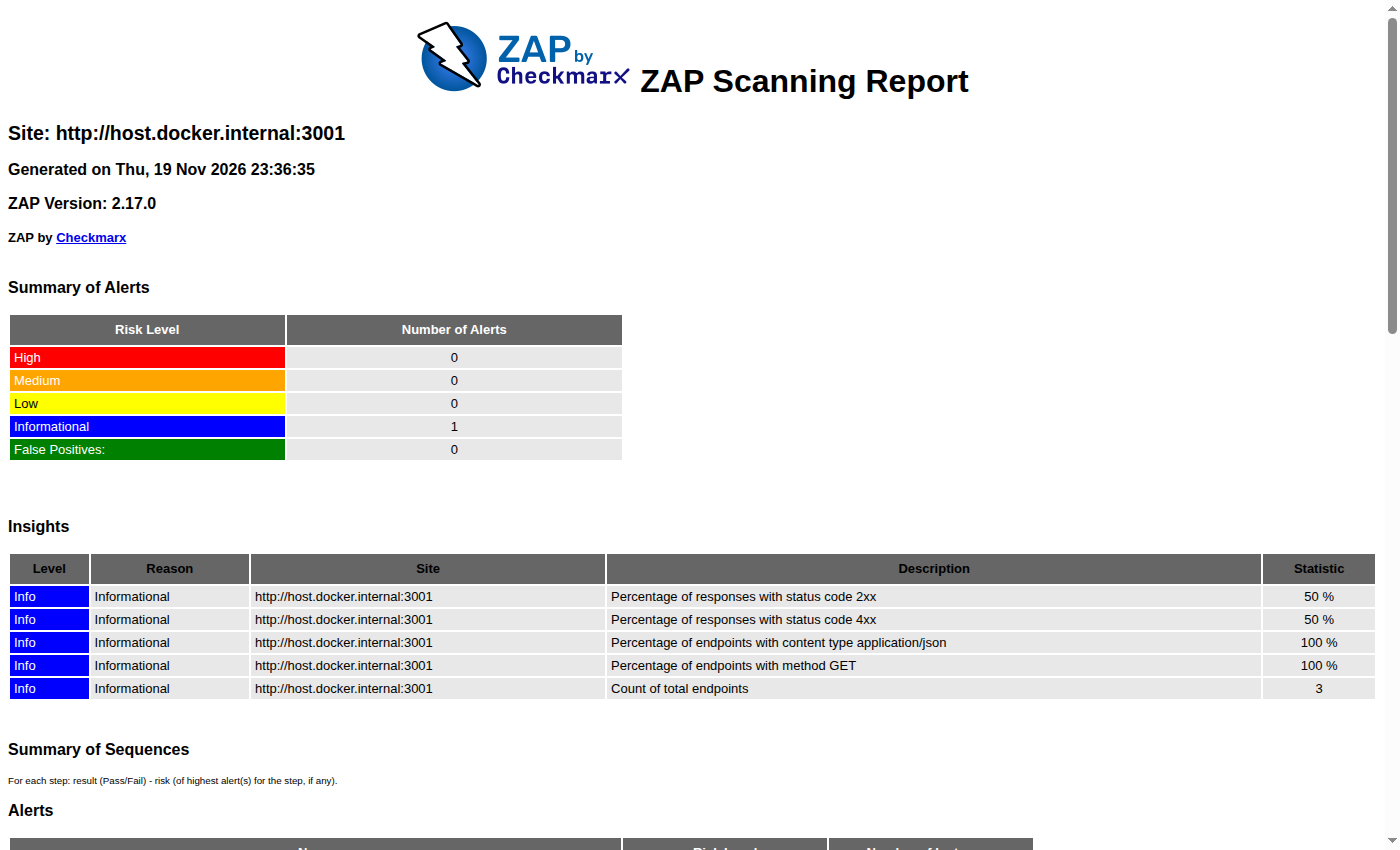 ZAP by
Checkmarx ZAP Scanning Report
Site: http://host.docker.internal:3001
Generated on Thu, 19 Nov 2026 23:36:35
ZAP Version: 2.17.0
ZAP by Checkmarx
Summary of Alerts
Risk Level Number of Alerts
High 0
Medium 0
Low 0
Informational 1
False Positives: 0
Insights
Level Reason Site Description Statistic
Info Informational http://host.docker.internal:3001 Percentage of responses with status code 2xx 50 %
Info Informational http://host.docker.internal:3001 Percentage of responses with status code 4xx 50 %
Info Informational http://host.docker.internal:3001 Percentage of endpoints with content type application/json 100 %
Info Informational http://host.docker.internal:3001 Percentage of endpoints with method GET 100 %
Info Informational http://host.docker.internal:3001 Count of total endpoints 3
Summary of Sequences
For each step: result (Pass/Fail) - risk (of highest alert(s) for the step, if any).
Alerts